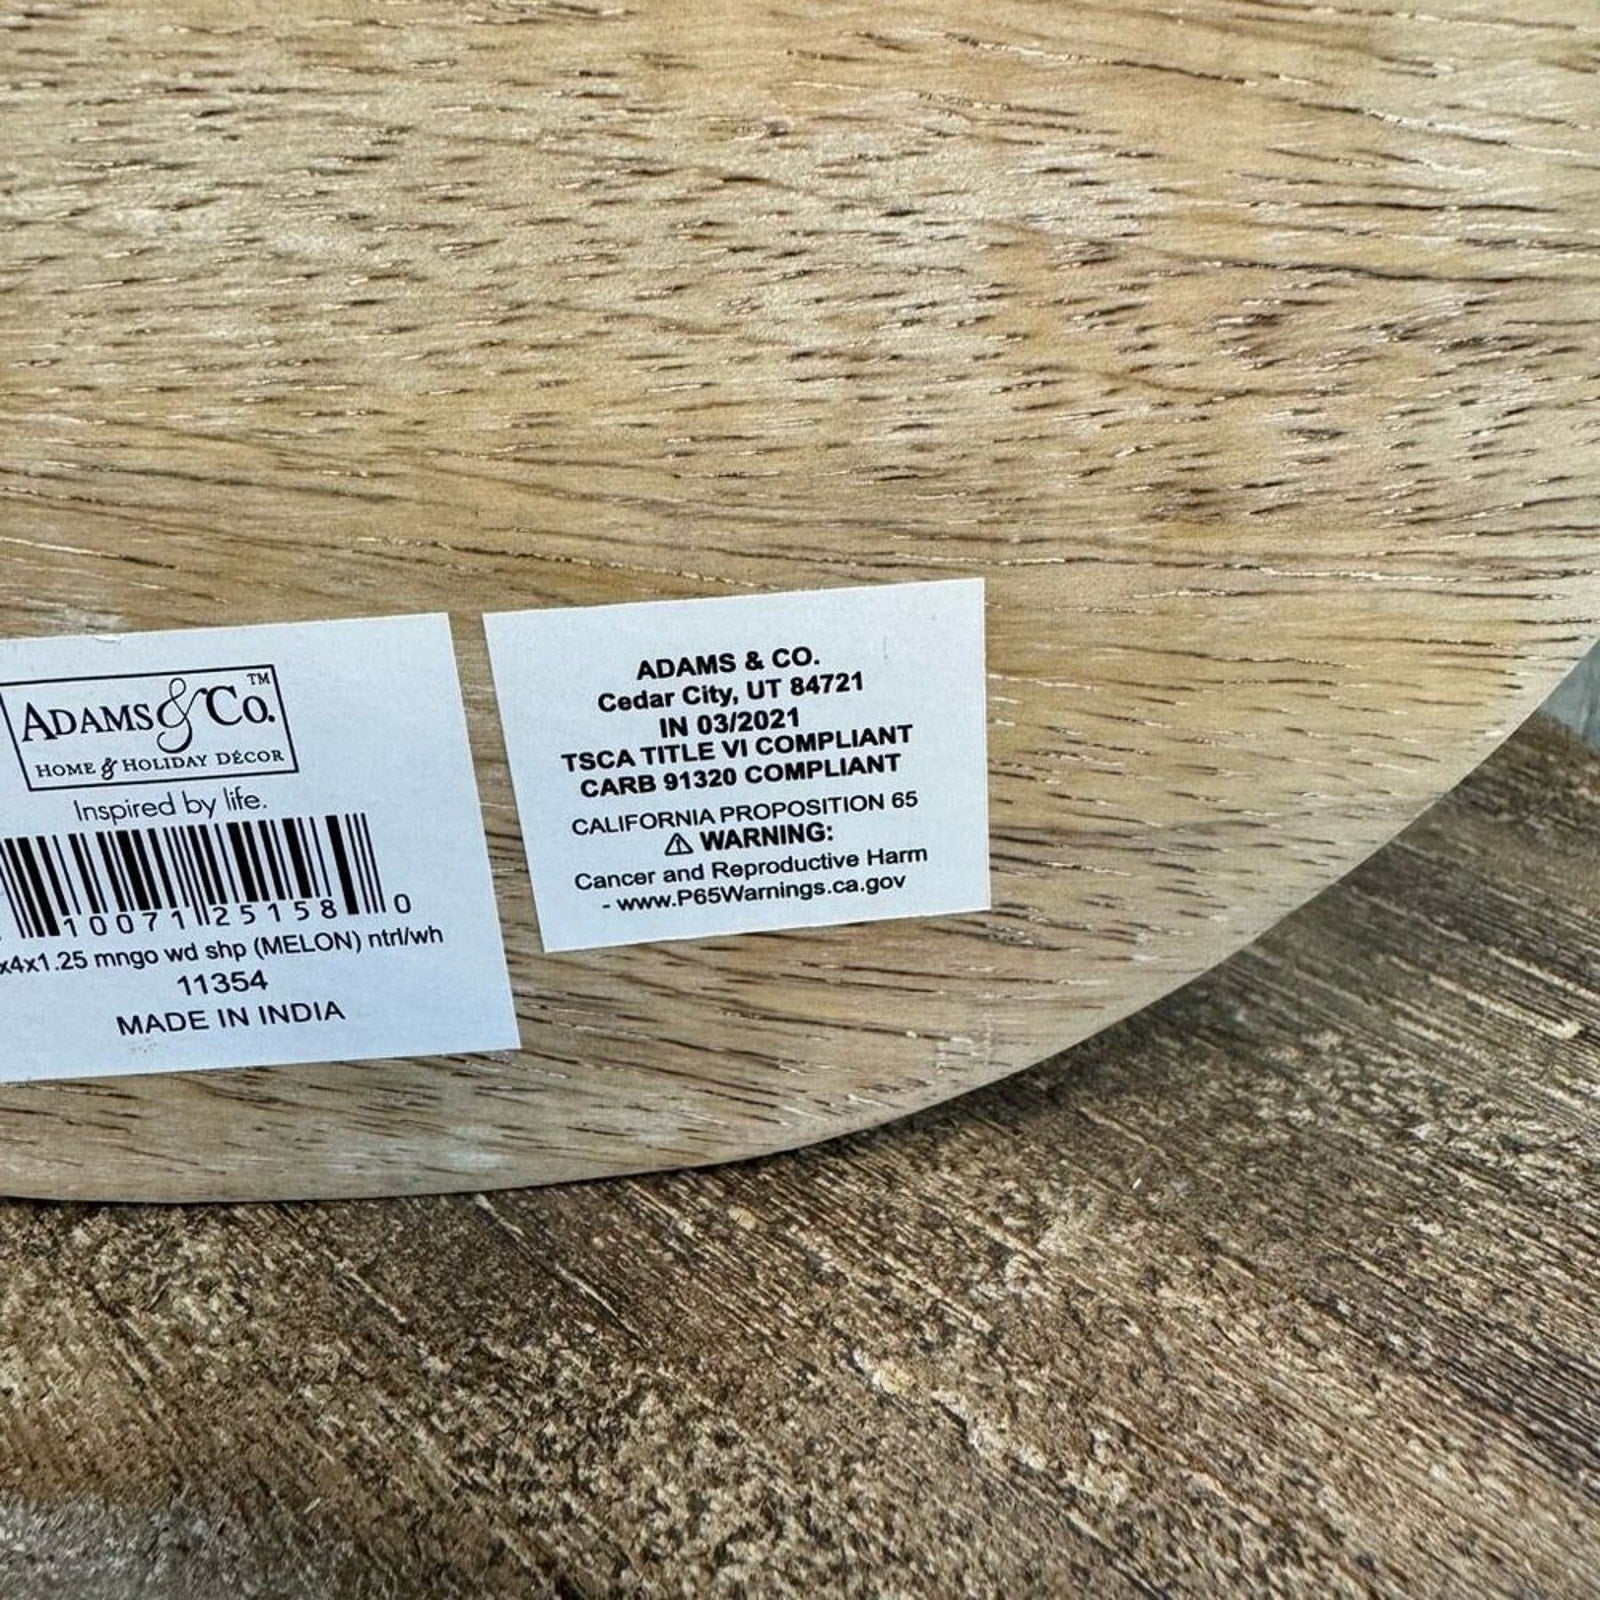 ADAMS & Co.™
HOME & HOLIDAY DÉCOR
Inspired by life.
10071 25158 0
x4x1.25 mngo wd shp (MELON) ntrl/wh
11354
MADE IN INDIA
ADAMS & CO.
Cedar City, UT 84721
IN 03/2021
TSCA TITLE VI COMPLIANT
CARB 91320 COMPLIANT
CALIFORNIA PROPOSITION 65
⚠ WARNING:
Cancer and Reproductive Harm
- www.P65Warnings.ca.gov